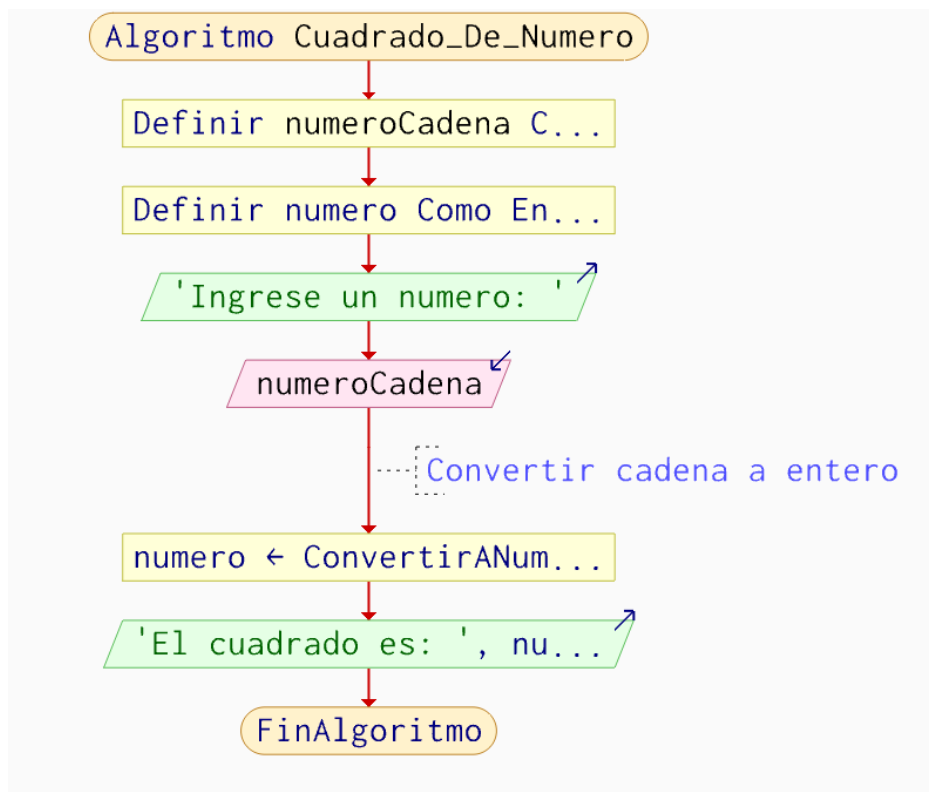 Algoritmo Cuadrado_De_Numero
Definir numeroCadena C...
Definir numero Como En...
'Ingrese un numero: '
numeroCadena
Convertir cadena a entero
numero ← ConvertirANum...
'El cuadrado es: ', nu...
FinAlgoritmo